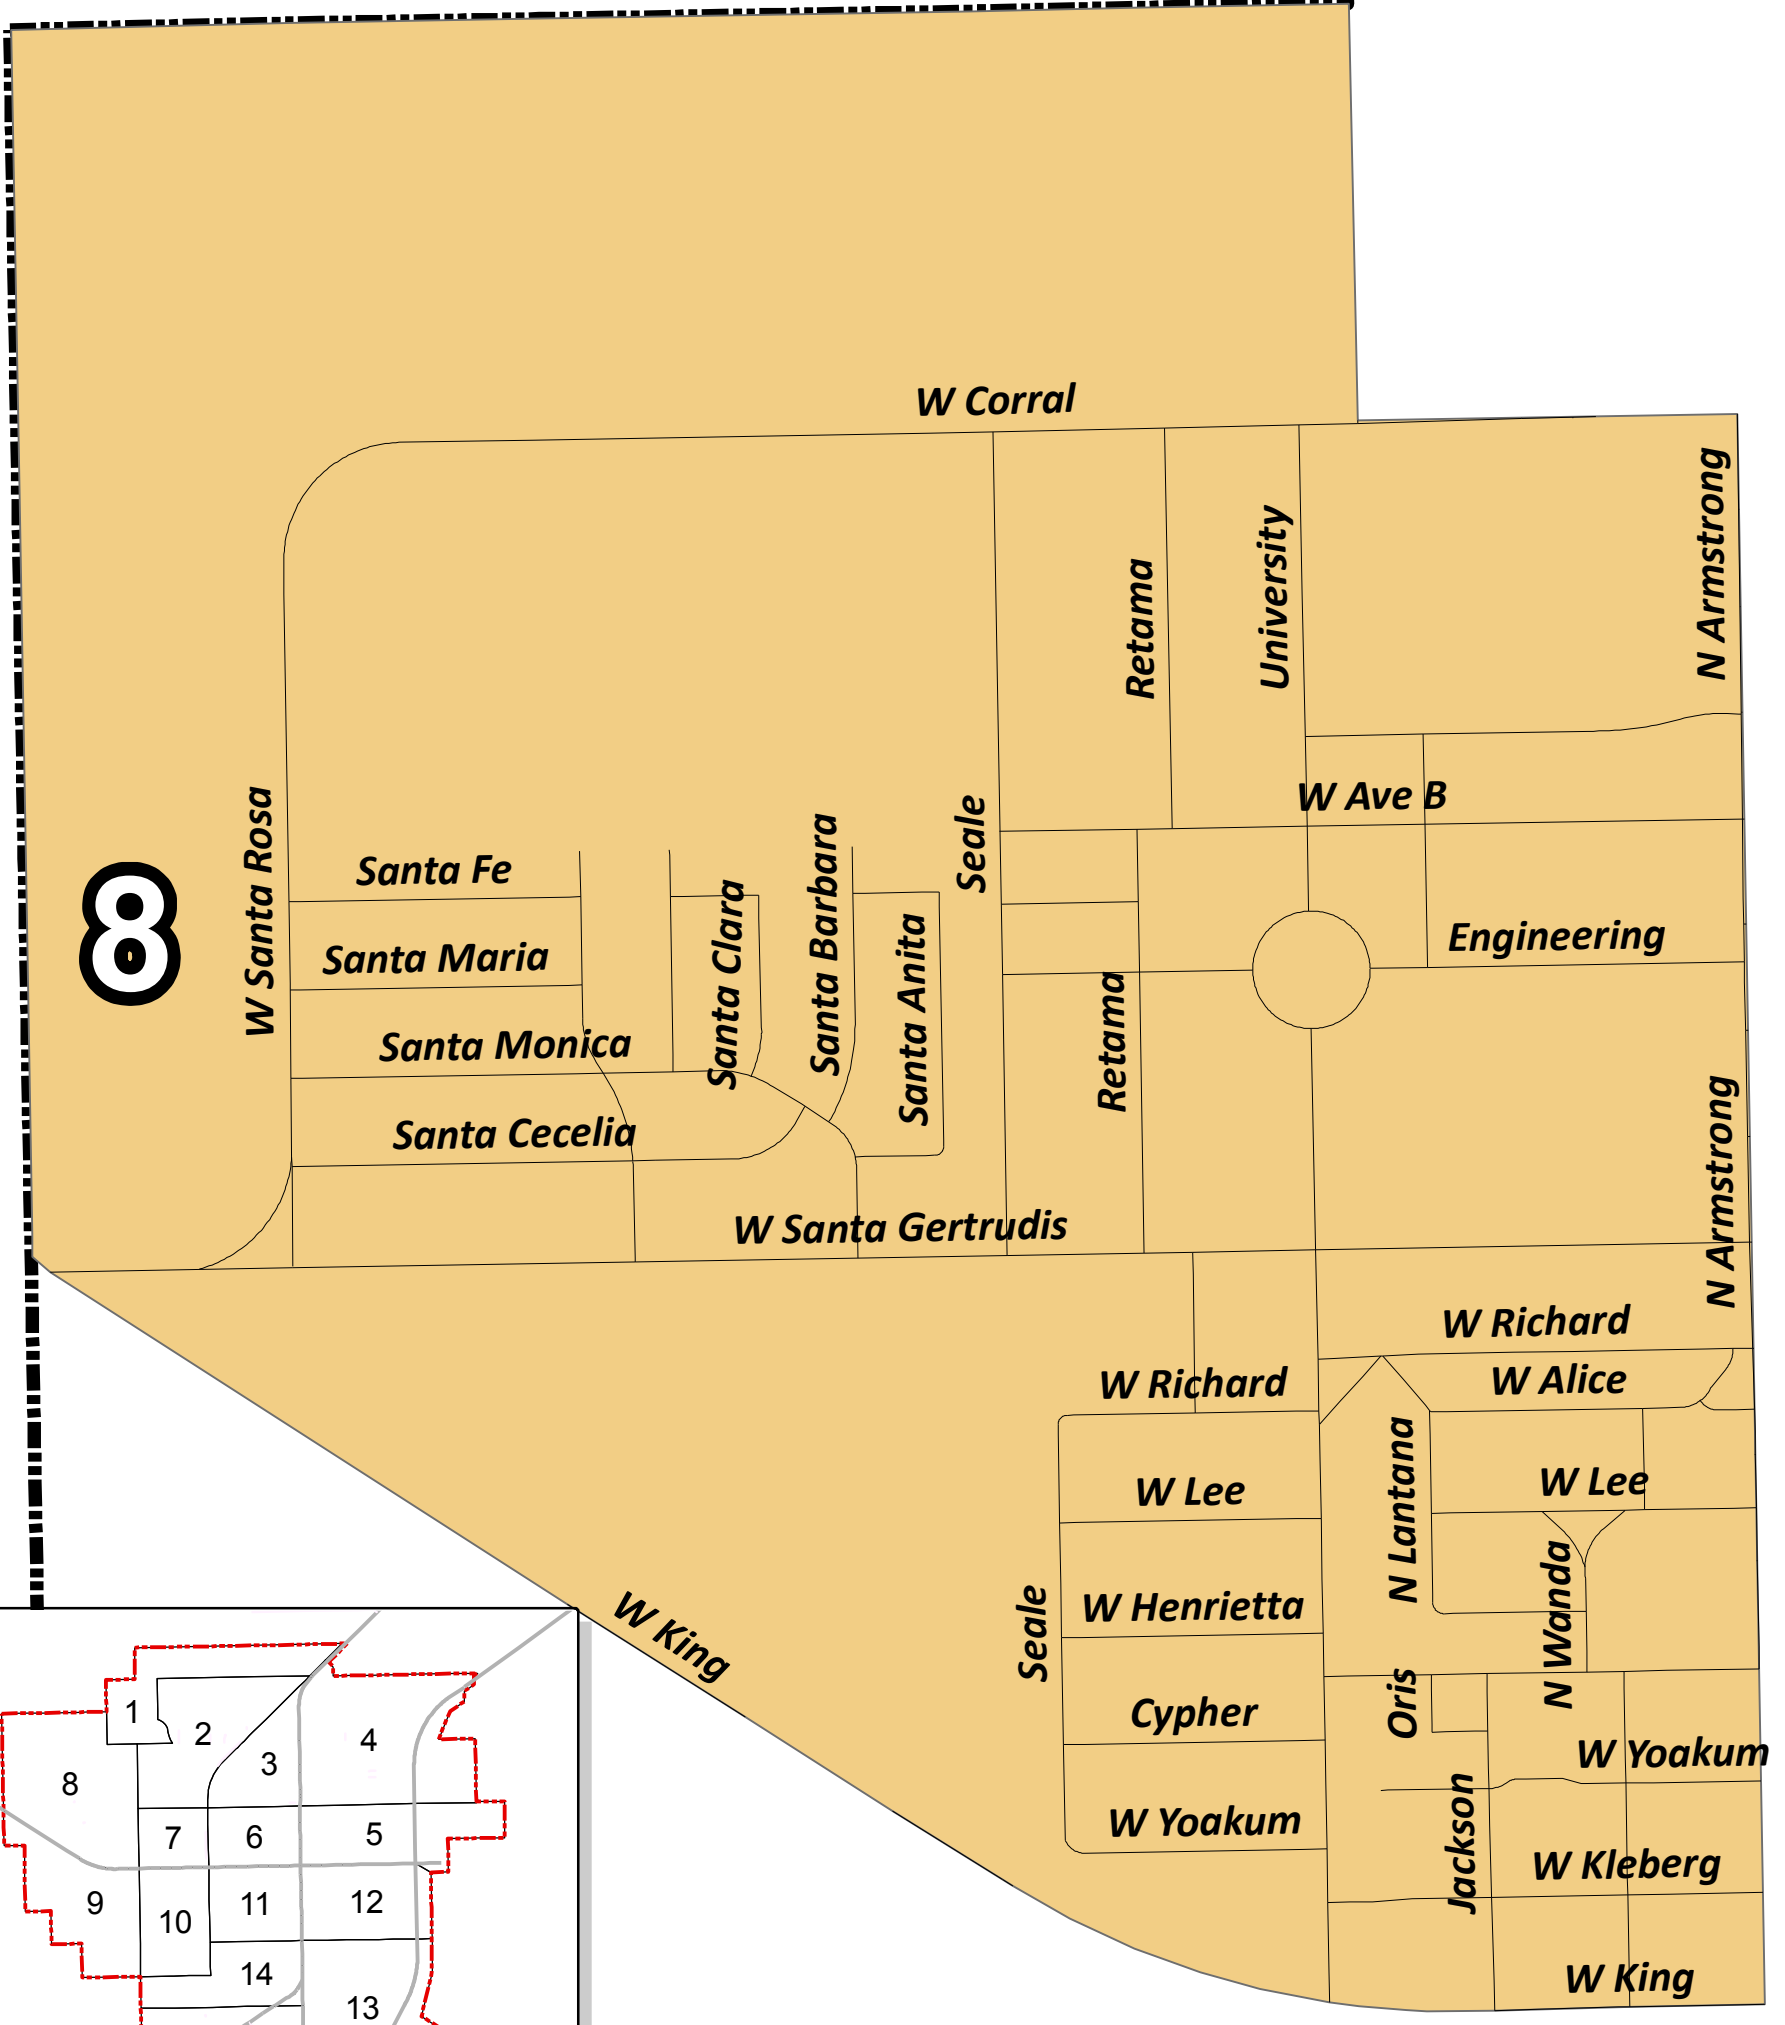 W Corral
N Armstrong
University
Retama
W Ave B
Seale
W Santa Rosa
Santa Fe
Santa Clara
Santa Barbara
Santa Anita
8
Santa Maria
Engineering
Santa Monica
Retama
Santa Cecelia
N Armstrong
W Santa Gertrudis
W Richard
W Richard
W Alice
N Lantana
W Lee
W Lee
W Henrietta
Seale
N Wanda
W King
Oris
Cypher
W Yoakum
W Yoakum
Jackson
W Kleberg
W King
1
2
3
4
8
7
6
5
9
10
11
12
14
13